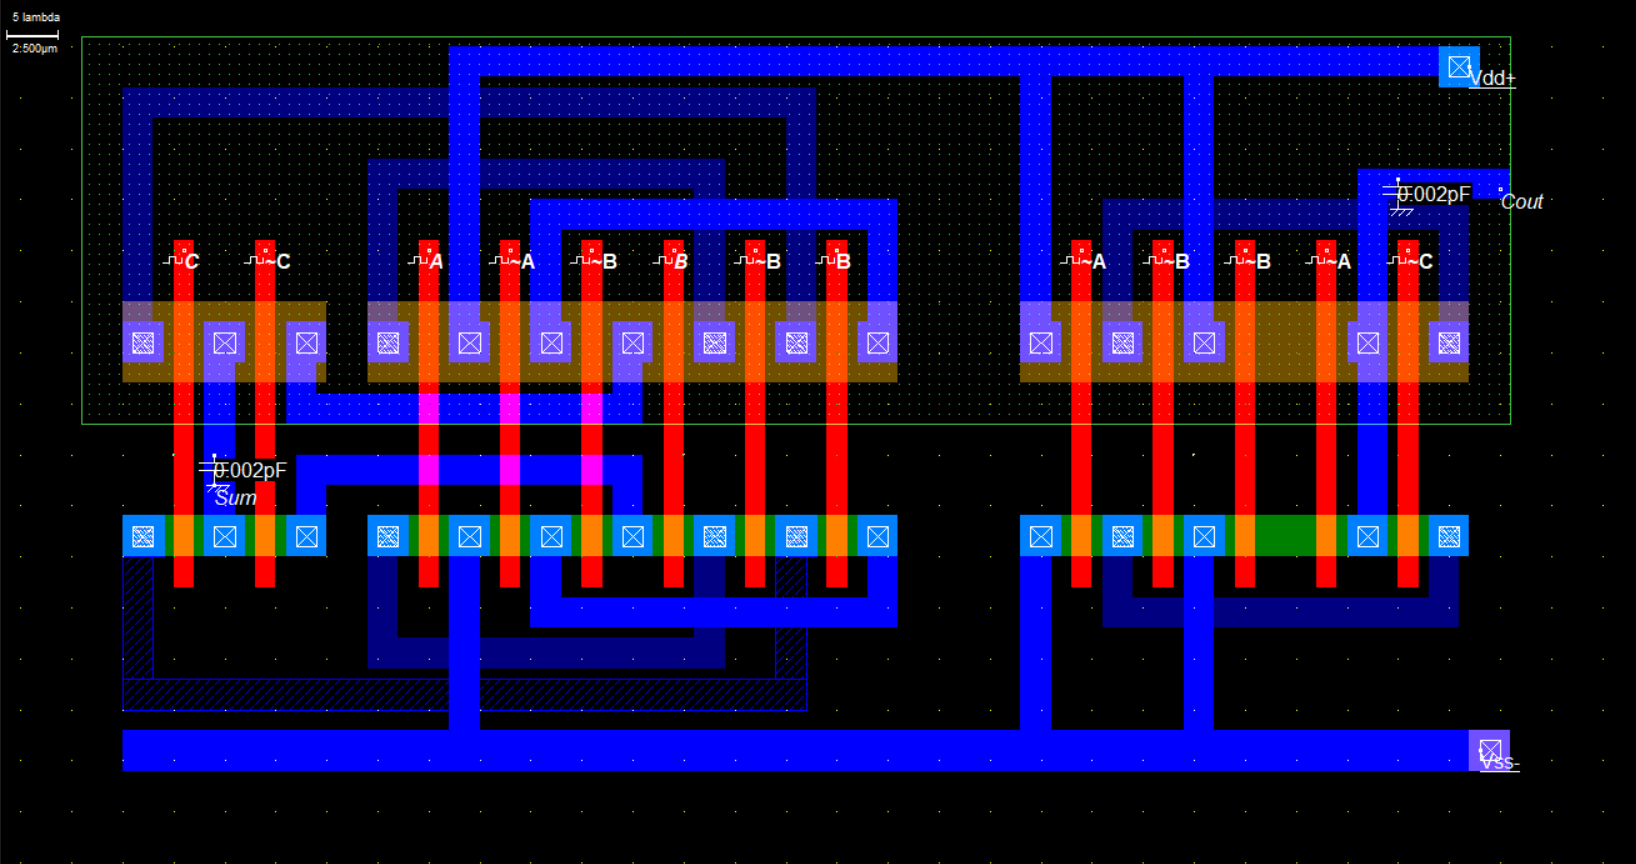 5 lambda
2:500µm
Vdd+
0.002pF
Cout
C ~C A ~A ~B B ~B B ~A ~B ~B ~A ~C
0.002pF
Sum
Vss-